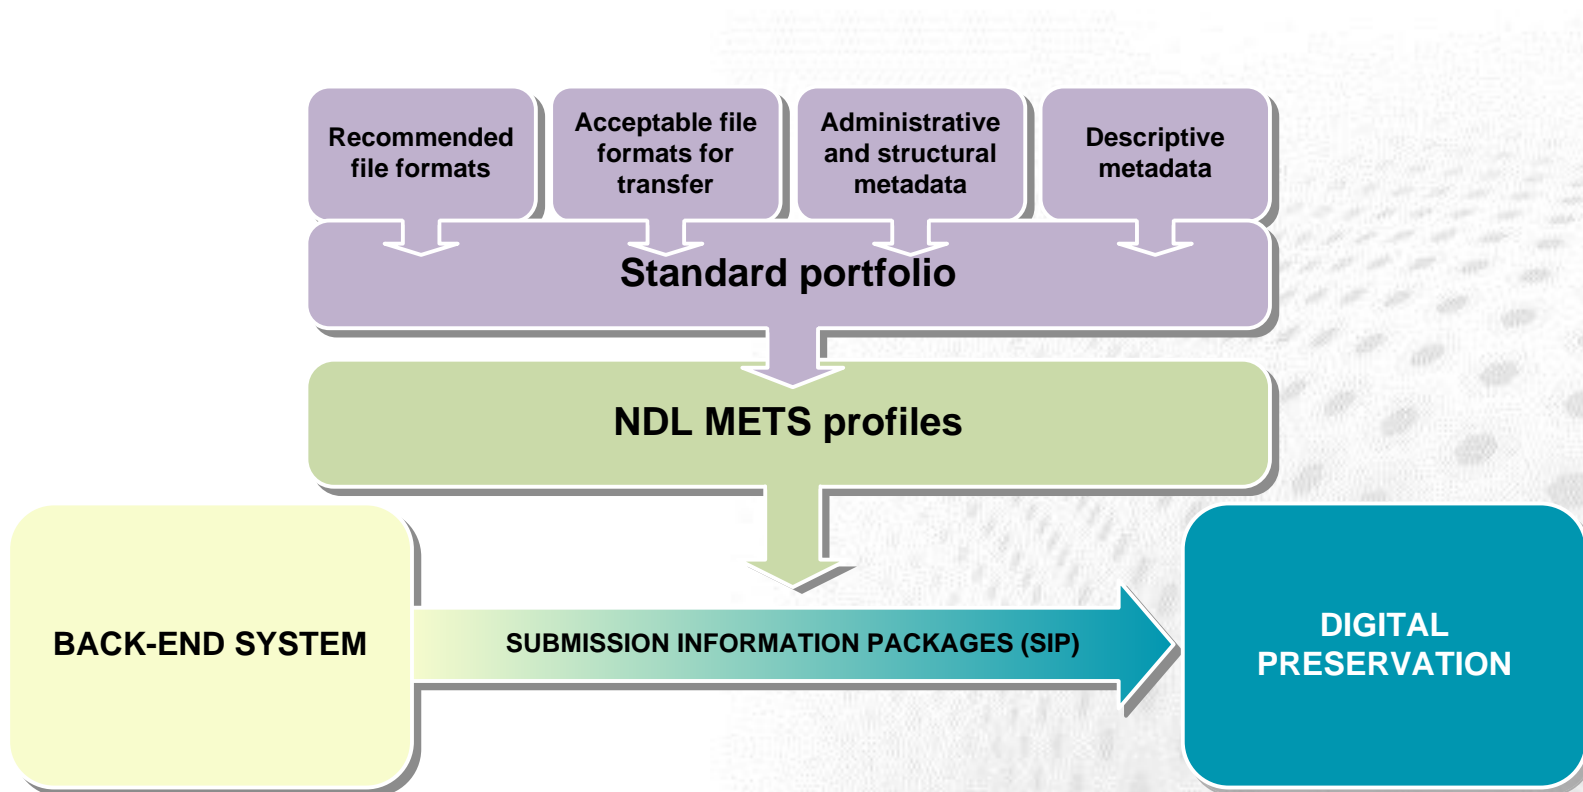 Recommended
file formats
Acceptable file
formats for
transfer
Administrative
and structural
metadata
Descriptive
metadata
Standard portfolio
NDL METS profiles
BACK-END SYSTEM
SUBMISSION INFORMATION PACKAGES (SIP)
DIGITAL
PRESERVATION